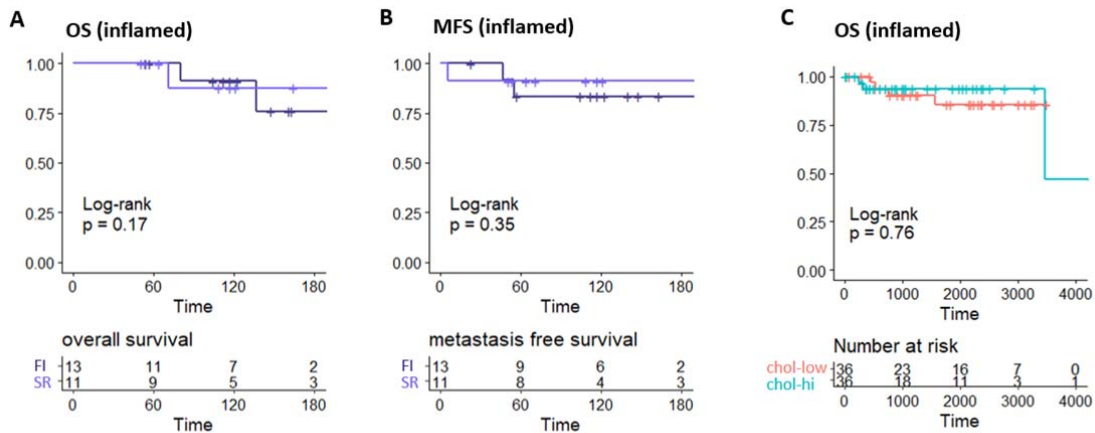 A
OS (inflamed)
1.00
0.75
0.50
0.25
0.00
Log-rank
p = 0.17
0 60 120 180
Time
overall survival
FI 13 11 7 2
SR 11 9 5 3
0 60 120 180
Time
B
MFS (inflamed)
1.00
0.75
0.50
0.25
0.00
Log-rank
p = 0.35
0 60 120 180
Time
metastasis free survival
FI 13 9 6 2
SR 11 8 4 3
0 60 120 180
Time
C
OS (inflamed)
1.00
0.75
0.50
0.25
0.00
Log-rank
p = 0.76
0 1000 2000 3000 4000
Time
Number at risk
chol-low 36 23 16 7 0
chol-hi 36 18 11 3 1
0 1000 2000 3000 4000
Time